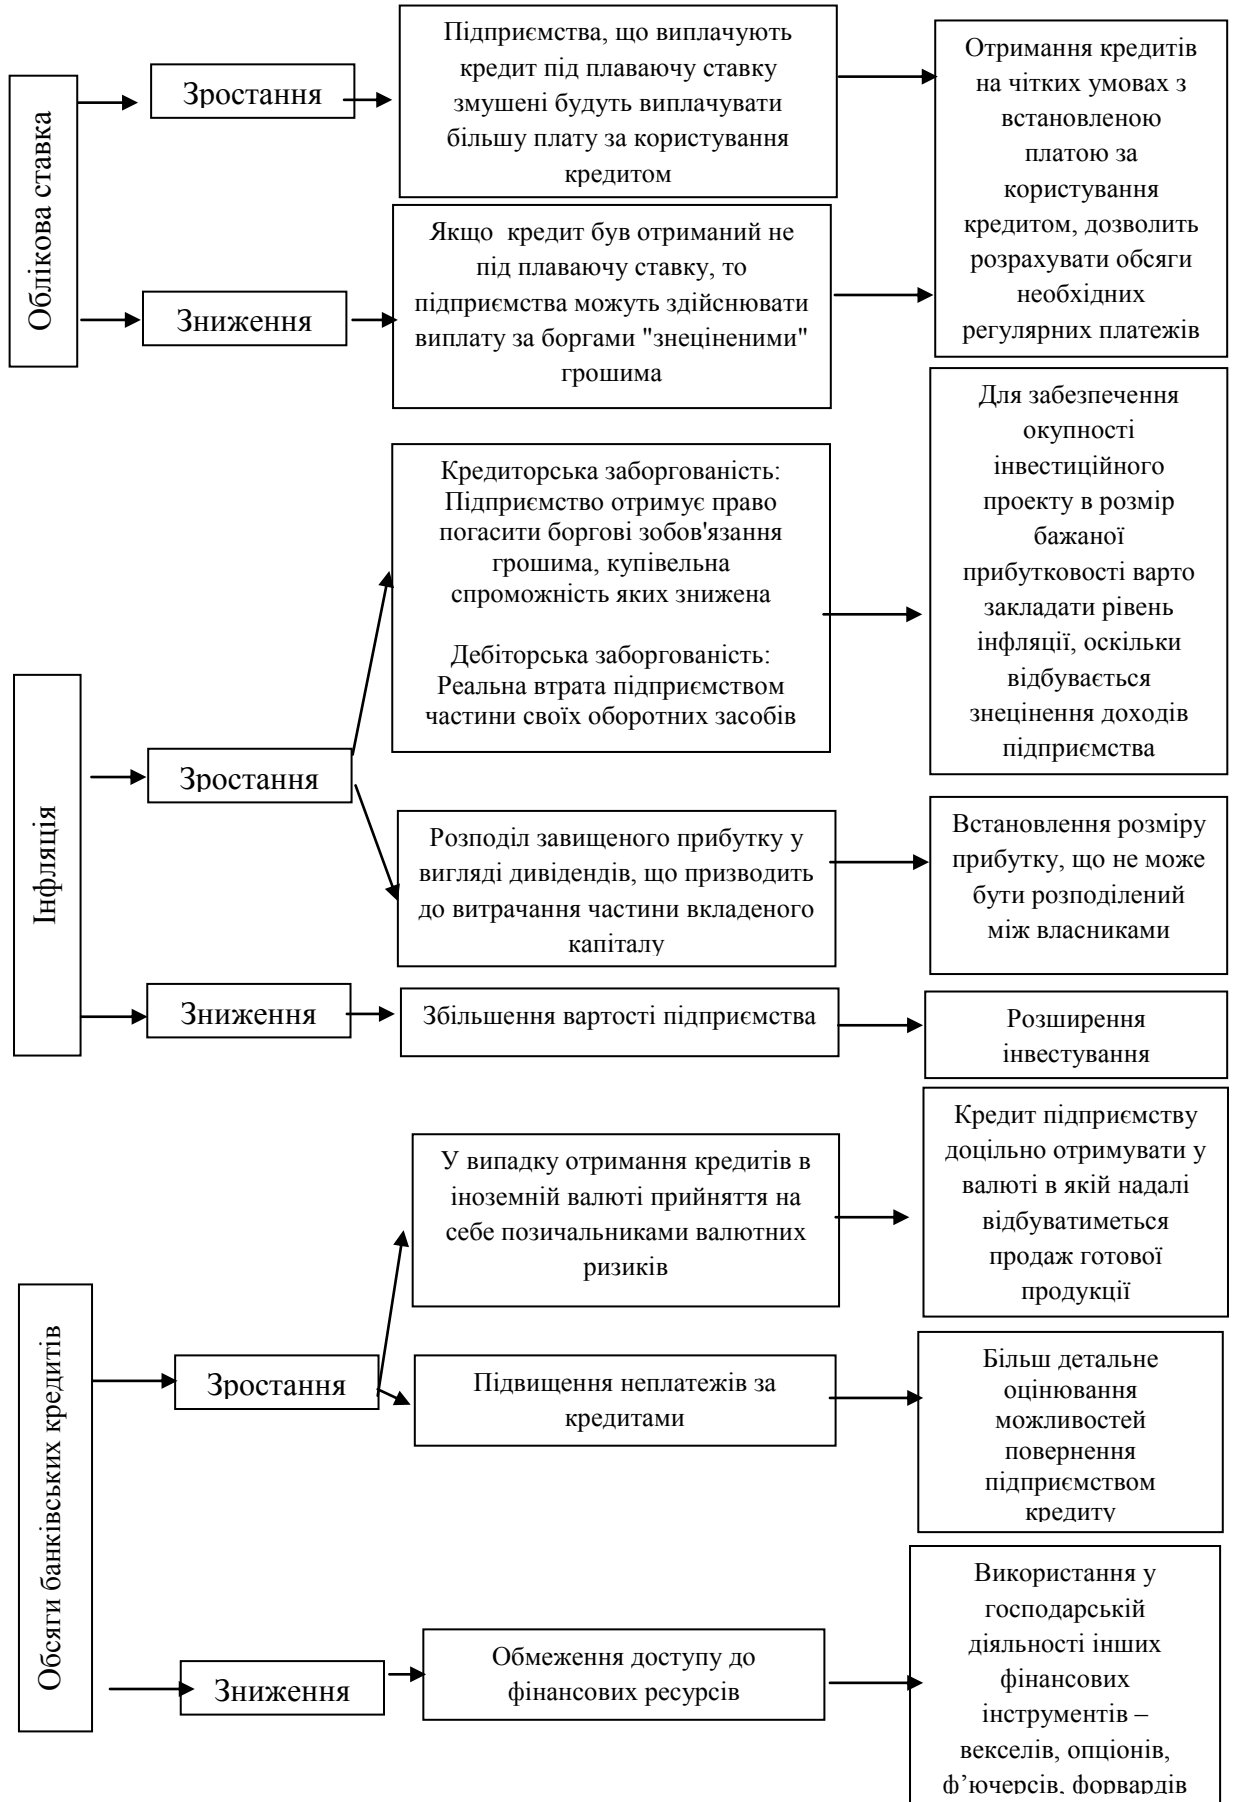 Облікова ставка
Зростання
Підприємства, що виплачують
кредит під плаваючу ставку
змушені будуть виплачувати
більшу плату за користування
кредитом
Отримання кредитів
на чітких умовах з
встановленою
платою за
користування
кредитом, дозволить
розрахувати обсяги
необхідних
регулярних платежів
Зниження
Якщо кредит був отриманий не
під плаваючу ставку, то
підприємства можуть здійснювати
виплату за боргами "знеціненими"
грошима
Інфляція
Зростання
Кредиторська заборгованість:
Підприємство отримує право
погасити боргові зобов'язання
грошима, купівельна
спроможність яких знижена
Дебіторська заборгованість:
Реальна втрата підприємством
частини своїх оборотних засобів
Для забезпечення
окупності
інвестиційного
проекту в розмір
бажаної
прибутковості варто
закладати рівень
інфляції, оскільки
відбувається
знецінення доходів
підприємства
Розподіл завищеного прибутку у
вигляді дивідендів, що призводить
до витрачання частини вкладеного
капіталу
Встановлення розміру
прибутку, що не може
бути розподілений
між власниками
Зниження
Збільшення вартості підприємства
Розширення
інвестування
Обсяги банківських кредитів
Зростання
У випадку отримання кредитів в
іноземній валюті прийняття на
себе позичальниками валютних
ризиків
Кредит підприємству
доцільно отримувати у
валюті в якій надалі
відбуватиметься
продаж готової
продукції
Підвищення неплатежів за
кредитами
Більш детальне
оцінювання
можливостей
повернення
підприємством
кредиту
Зниження
Обмеження доступу до
фінансових ресурсів
Використання у
господарській
діяльності інших
фінансових
інструментів –
векселів, опціонів,
ф’ючерсів, форвардів